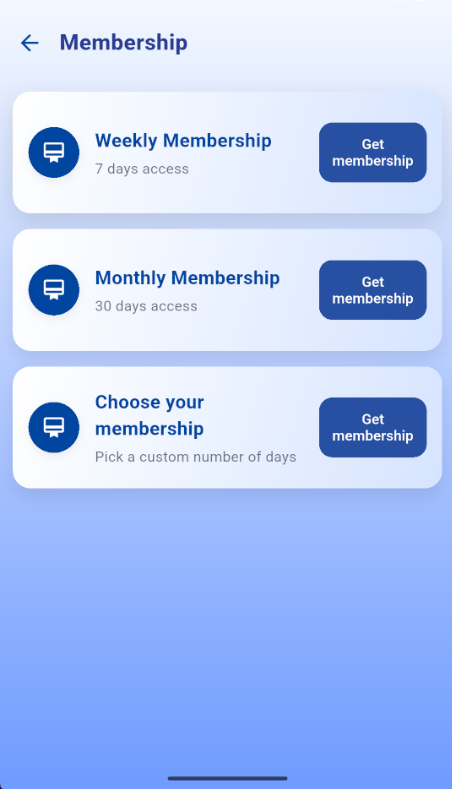 Membership
Weekly Membership
7 days access
Get
membership
Monthly Membership
30 days access
Get
membership
Choose your
membership
Pick a custom number of days
Get
membership